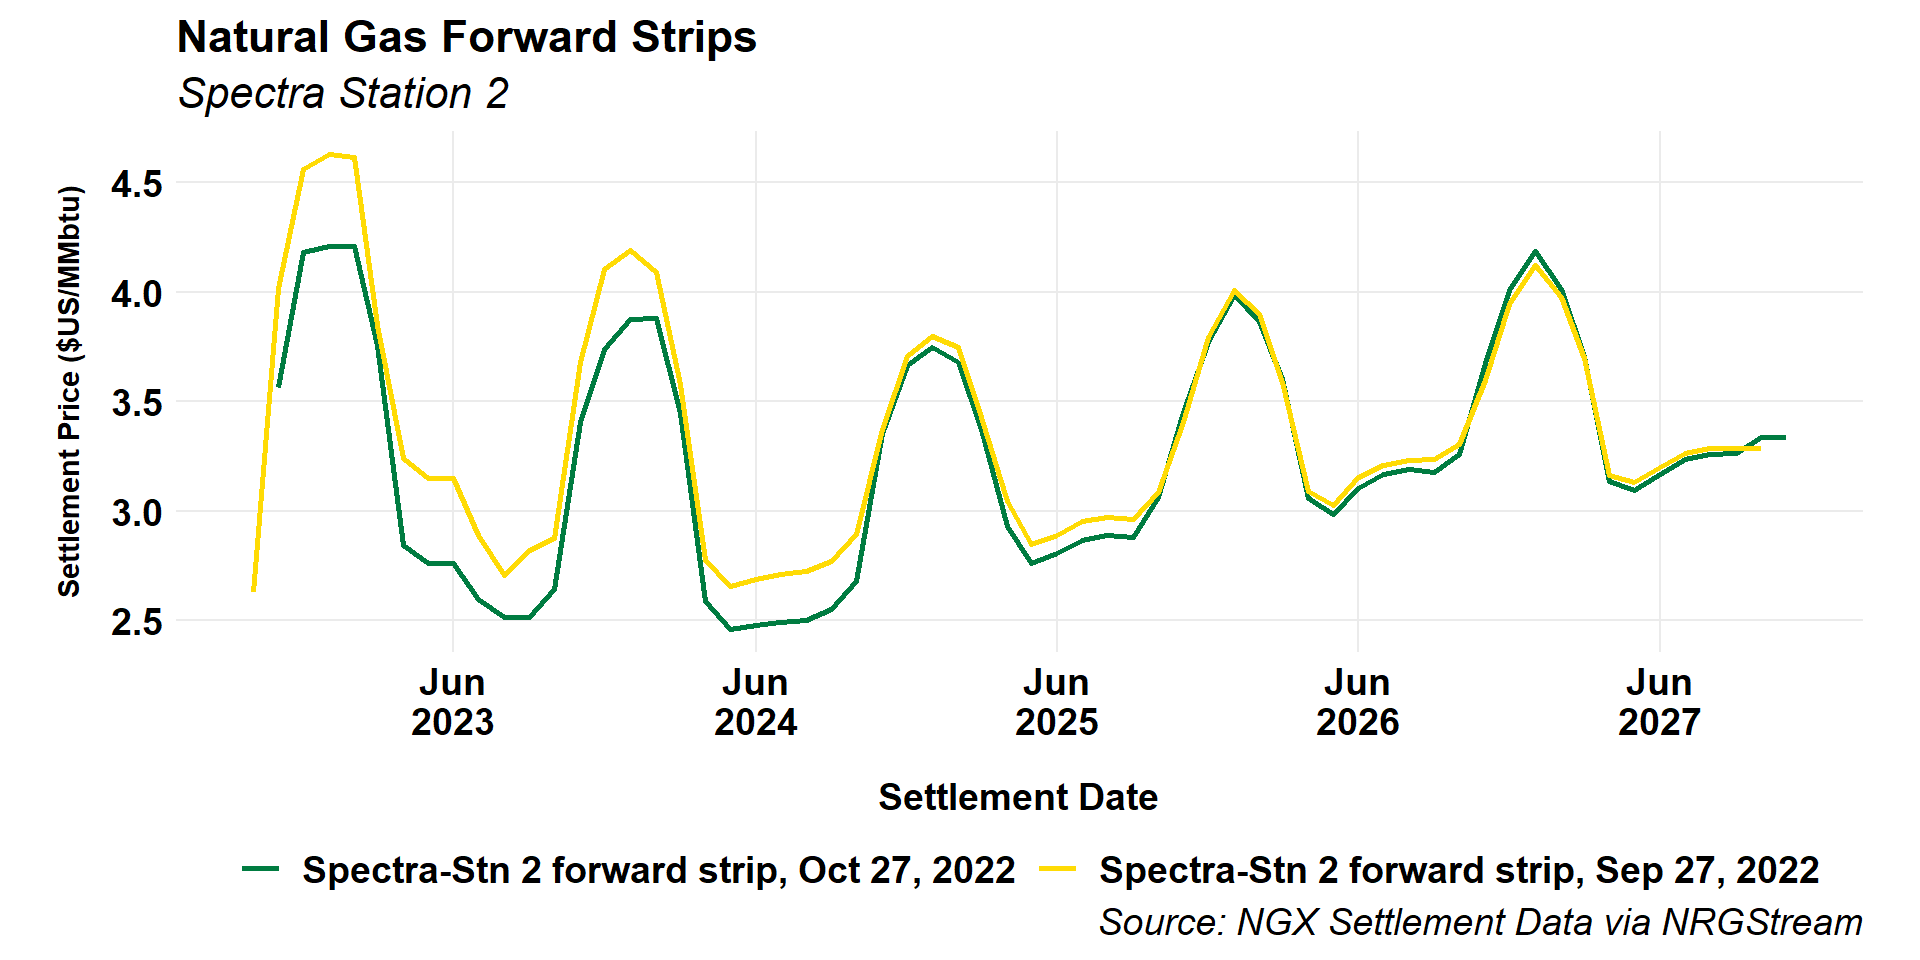 Natural Gas Forward Strips
Spectra Station 2
Settlement Price ($US/MMbtu)
4.5
4.0
3.5
3.0
2.5
Jun 2023
Jun 2024
Jun 2025
Jun 2026
Jun 2027
Settlement Date
Spectra-Stn 2 forward strip, Oct 27, 2022
Spectra-Stn 2 forward strip, Sep 27, 2022
Source: NGX Settlement Data via NRGStream